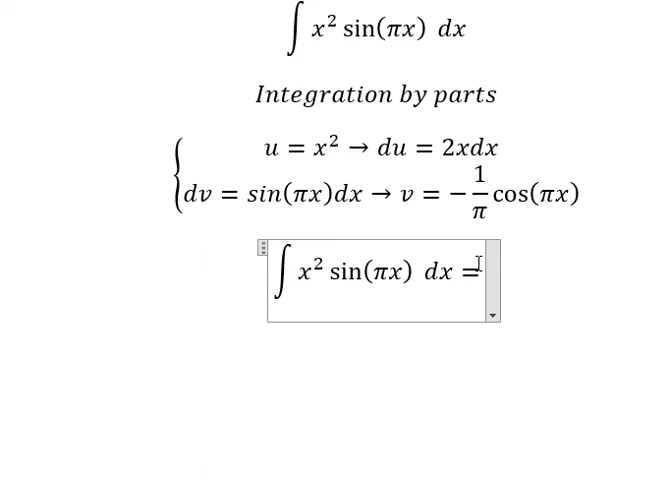 ∫ x² sin(πx) dx
Integration by parts
{ u = x² → du = 2xdx
dv = sin(πx)dx → v = −1/π cos(πx)
∫ x² sin(πx) dx =